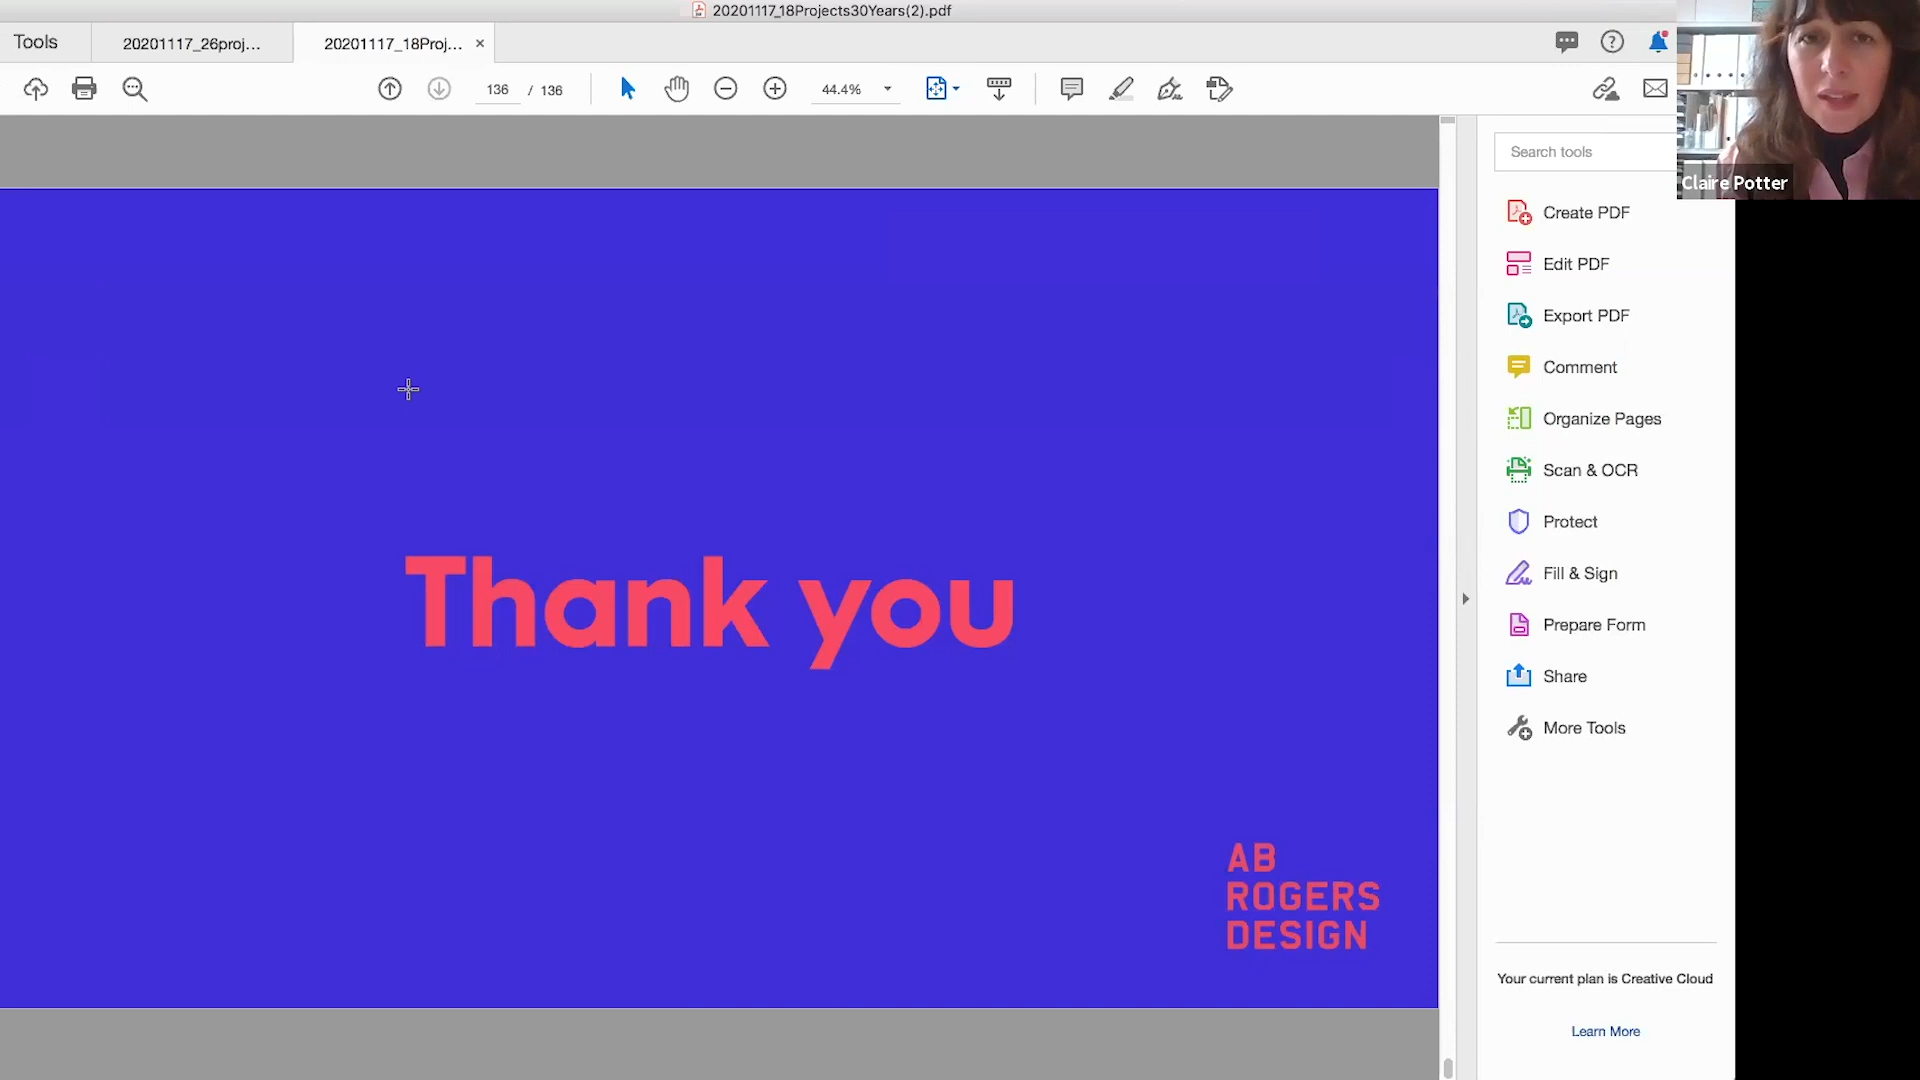 20201117_18Projects30Years(2).pdf
Tools
20201117_26proj...
20201117_18Proj...
136 / 136
44.4%
Search tools
Claire Potter
Create PDF
Edit PDF
Export PDF
Comment
Organize Pages
Scan & OCR
Protect
Fill & Sign
Prepare Form
Share
More Tools
Thank you
AB
ROGERS
DESIGN
Your current plan is Creative Cloud
Learn More